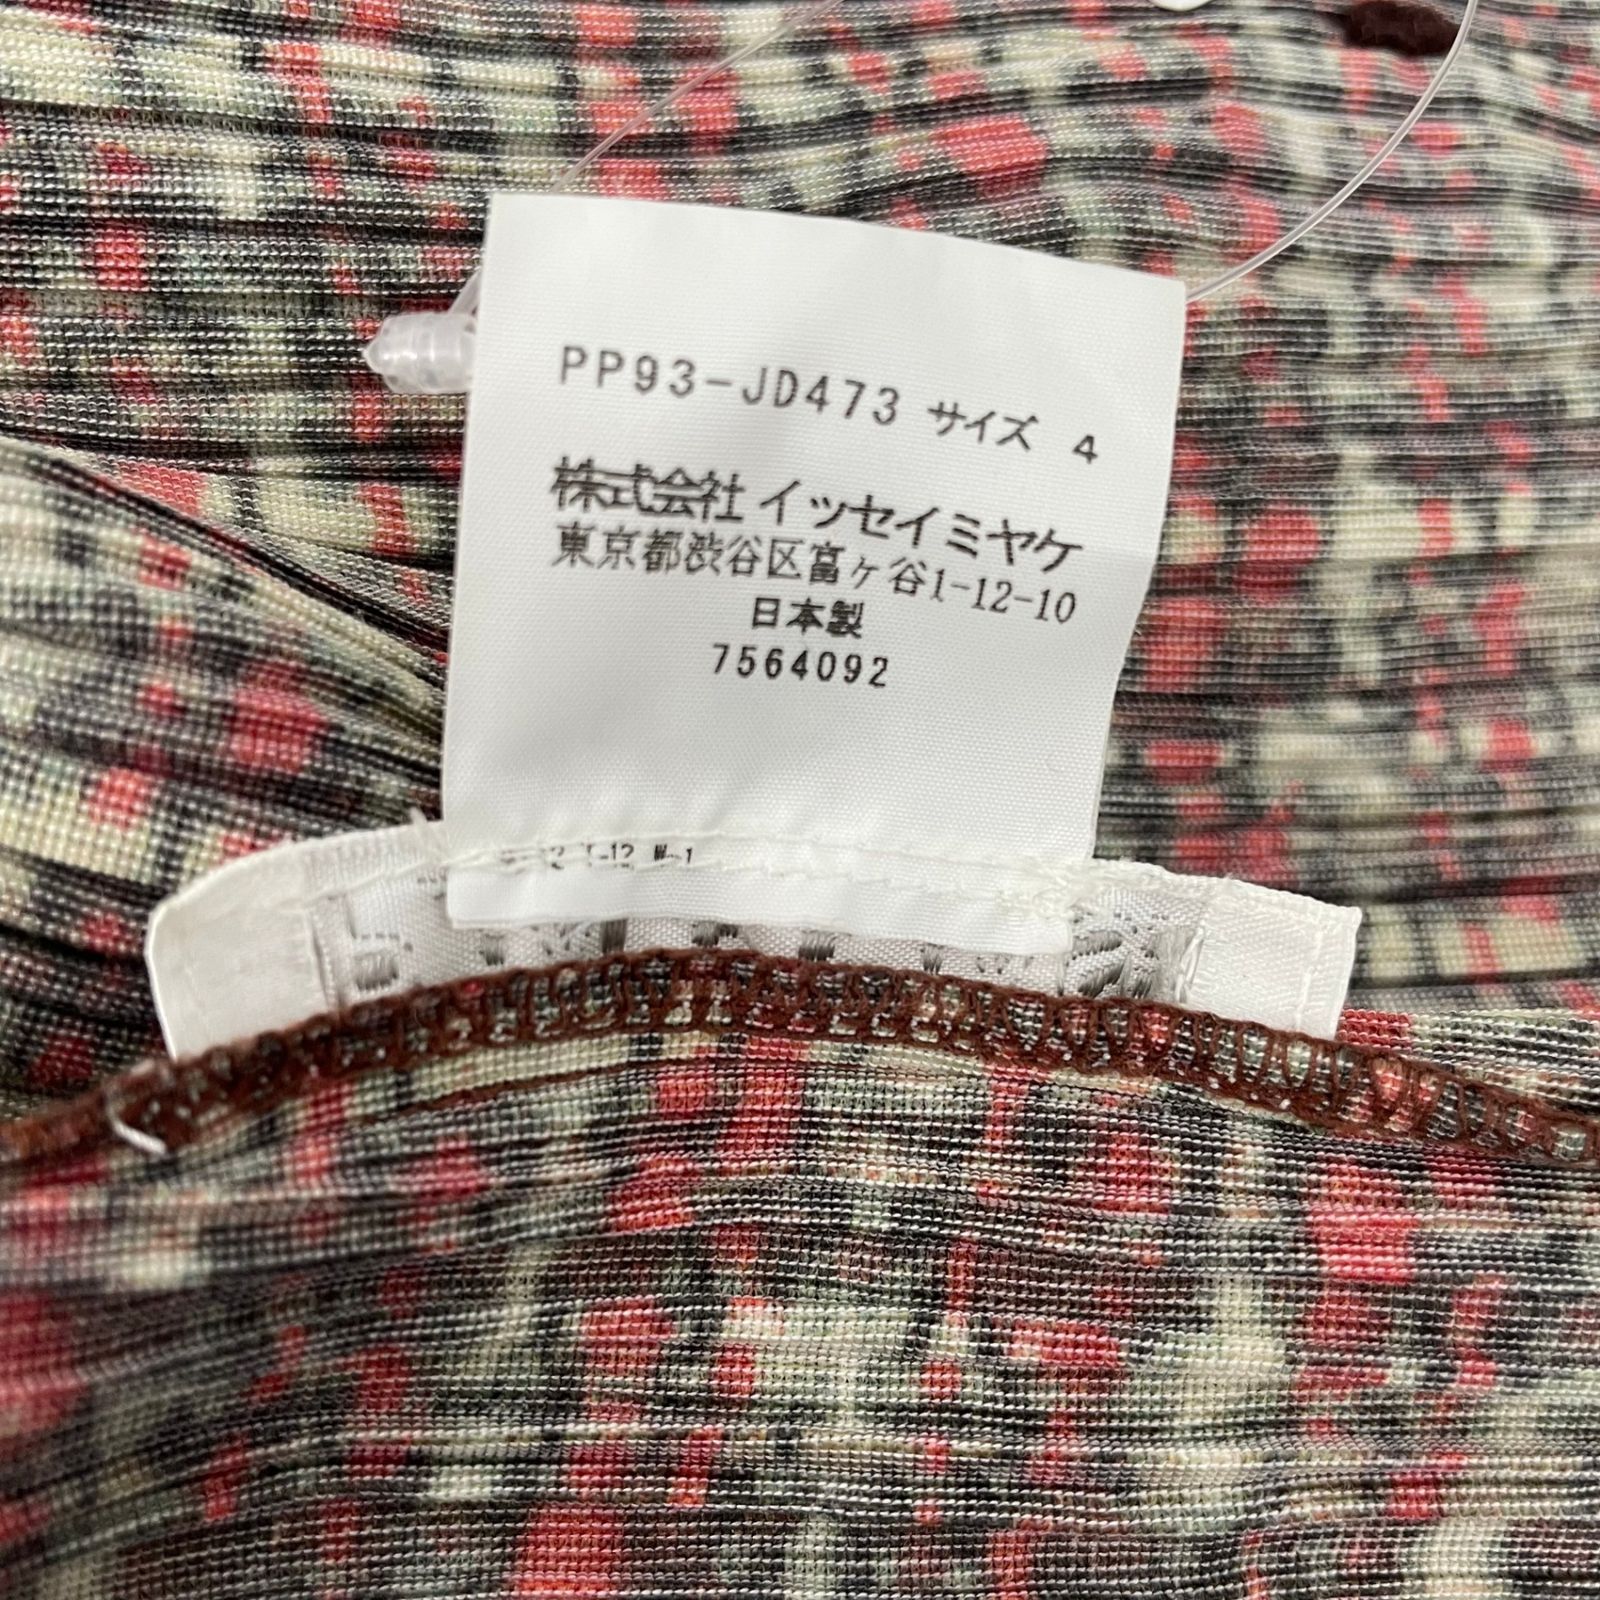 PP93-JD473 サイズ 4
株式会社 イッセイミヤケ
東京都渋谷区富ヶ谷1-12-10
日本製
7564092